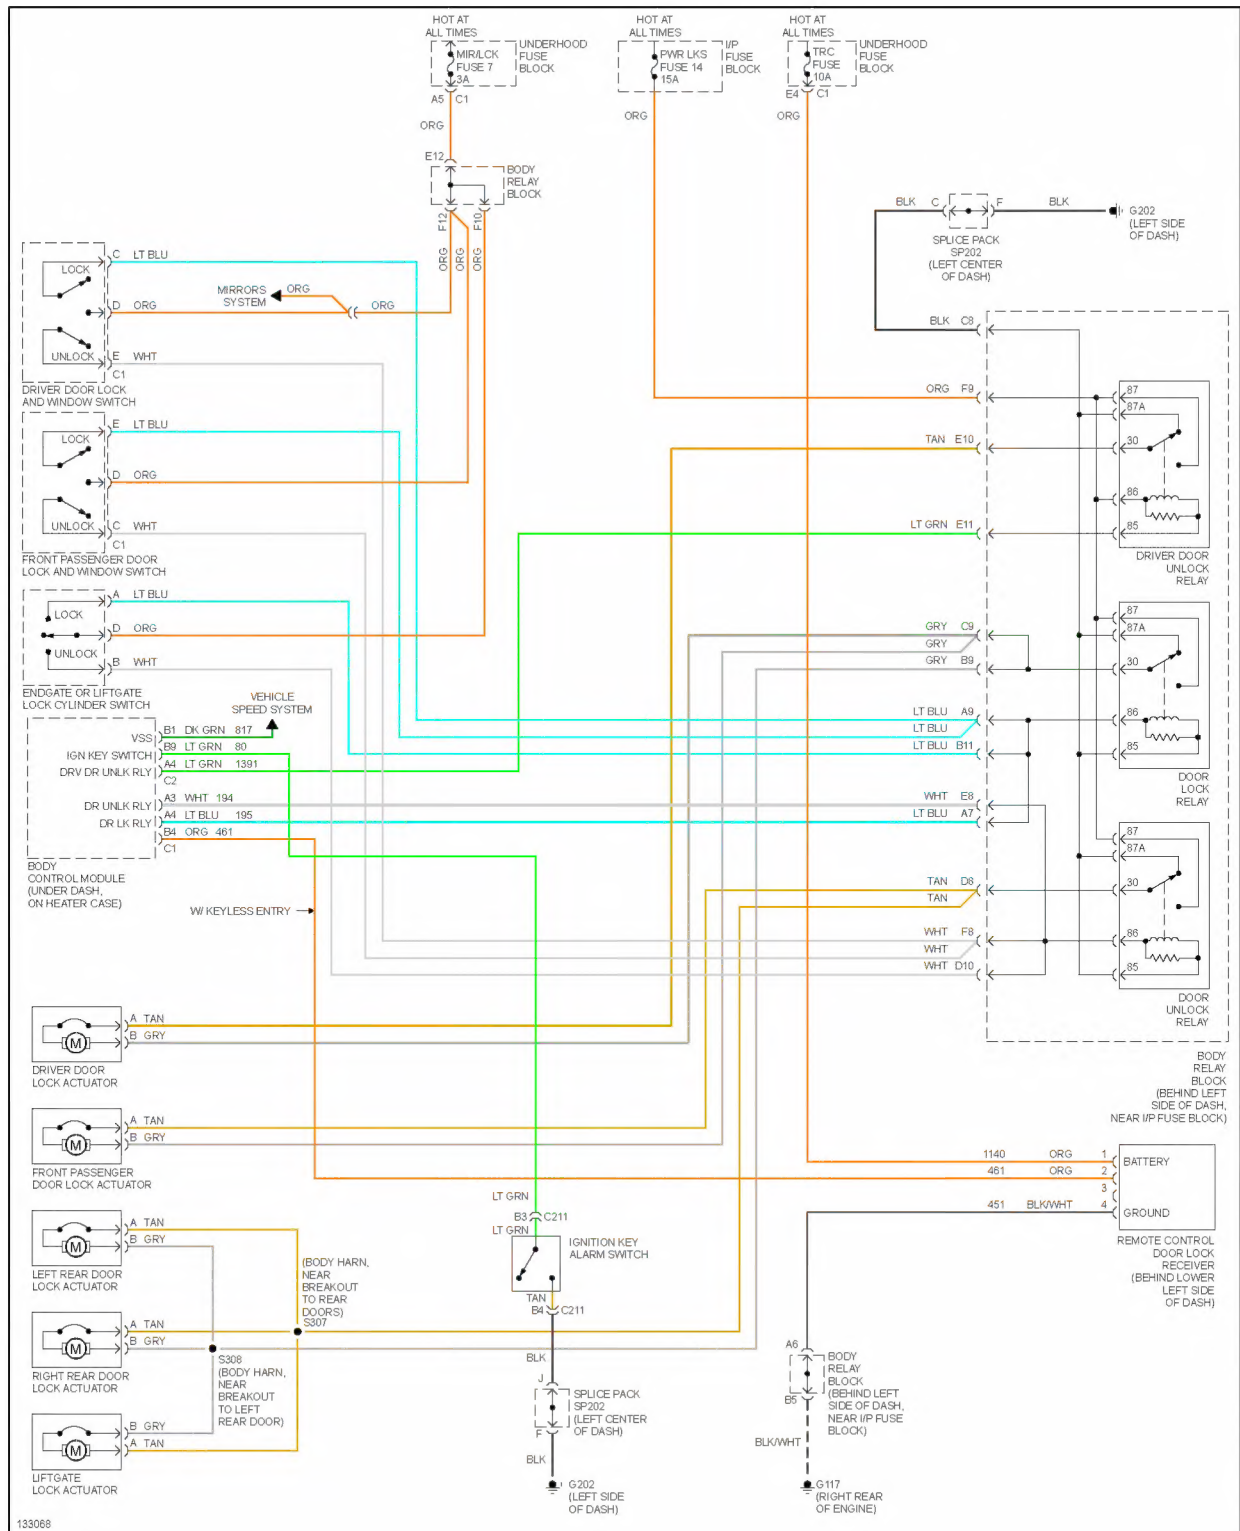 HOT AT
ALL TIMES
MIR/LCK
FUSE 7
3A
UNDERHOOD
FUSE
BLOCK
A5 C1
ORG
E12
BODY
RELAY
BLOCK
F12
F10
ORG
ORG
ORG
HOT AT
ALL TIMES
PWR LKS
FUSE 14
15A
I/P
FUSE
BLOCK
ORG
HOT AT
ALL TIMES
TRC
FUSE
10A
UNDERHOOD
FUSE
BLOCK
E4 C1
ORG
BLK C F BLK
G202
(LEFT SIDE
OF DASH)
SPLICE PACK
SP202
(LEFT CENTER
OF DASH)
LOCK
UNLOCK
C LT BLU
D ORG
E WHT
C1
MIRRORS
SYSTEM
ORG
ORG
DRIVER DOOR LOCK
AND WINDOW SWITCH
LOCK
UNLOCK
E LT BLU
D ORG
C WHT
C1
FRONT PASSENGER DOOR
LOCK AND WINDOW SWITCH
LOCK
UNLOCK
A LT BLU
D ORG
B WHT
ENDGATE OR LIFTGATE
LOCK CYLINDER SWITCH
VEHICLE
SPEED SYSTEM
VSS B1 DK GRN 817
IGN KEY SWITCH B9 LT GRN 80
DRV DR UNLK RLY A4 LT GRN 1391
C2
DR UNLK RLY A3 WHT 194
DR LK RLY A4 LT BLU 195
B4 ORG 461
C1
BODY
CONTROL MODULE
(UNDER DASH,
ON HEATER CASE)
W/ KEYLESS ENTRY
BLK C8
ORG F9
TAN E10
LT GRN E11
GRY C9
GRY
GRY B9
LT BLU A9
LT BLU
LT BLU B11
WHT E8
LT BLU A7
TAN D6
TAN
WHT F8
WHT
WHT D10
87
87A
30
86
85
DRIVER DOOR
UNLOCK
RELAY
87
87A
30
86
85
DOOR
LOCK
RELAY
87
87A
30
86
85
DOOR
UNLOCK
RELAY
BODY
RELAY
BLOCK
(BEHIND LEFT
SIDE OF DASH,
NEAR I/P FUSE BLOCK)
M
A TAN
B GRY
DRIVER DOOR
LOCK ACTUATOR
M
A TAN
B GRY
FRONT PASSENGER
DOOR LOCK ACTUATOR
M
A TAN
B GRY
LEFT REAR DOOR
LOCK ACTUATOR
M
A TAN
B GRY
RIGHT REAR DOOR
LOCK ACTUATOR
M
B GRY
A TAN
LIFTGATE
LOCK ACTUATOR
(BODY HARN,
NEAR
BREAKOUT
TO REAR
DOORS)
S307
S308
(BODY HARN,
NEAR
BREAKOUT
TO LEFT
REAR DOOR)
LT GRN
B3 C211
LT GRN
IGNITION KEY
ALARM SWITCH
TAN
B4 C211
BLK
J
SPLICE PACK
SP202
(LEFT CENTER
OF DASH)
F
BLK
G202
(LEFT SIDE
OF DASH)
1140 ORG 1 BATTERY
461 ORG 2
3
451 BLK/WHT 4 GROUND
REMOTE CONTROL
DOOR LOCK
RECEIVER
(BEHIND LOWER
LEFT SIDE
OF DASH)
A6
BODY
RELAY
BLOCK
(BEHIND LEFT
SIDE OF DASH,
NEAR I/P FUSE
BLOCK)
B5
BLK/WHT
G117
(RIGHT REAR
OF ENGINE)
133068